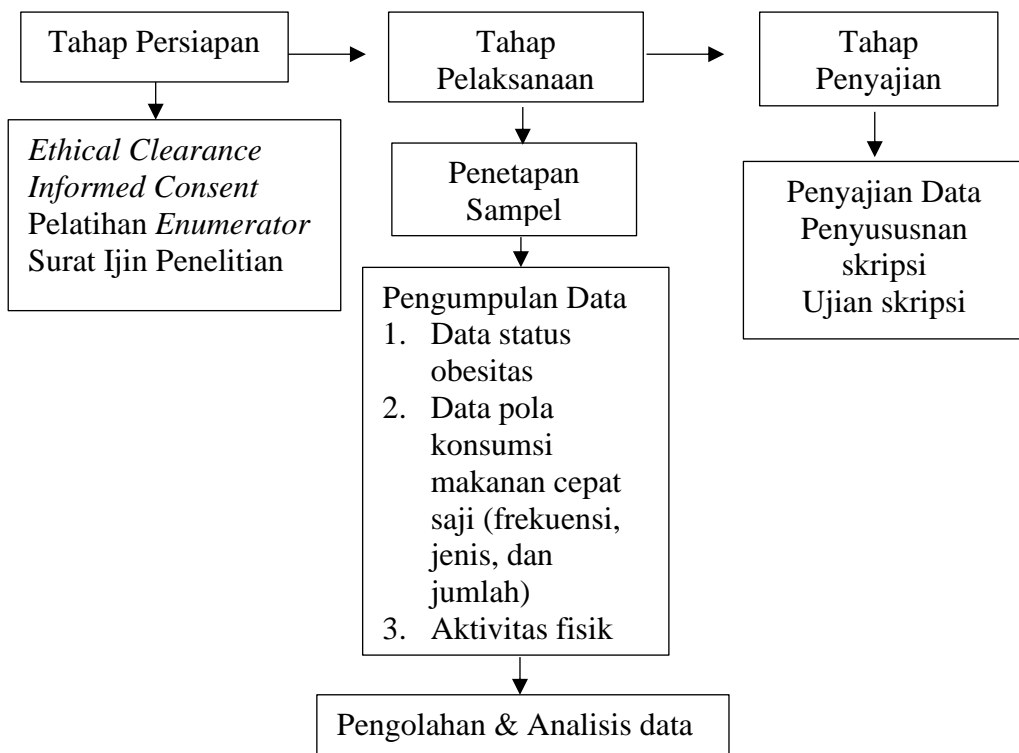 Tahap Persiapan
Tahap
Pelaksanaan
Tahap
Penyajian
Ethical Clearance
Informed Consent
Pelatihan Enumerator
Surat Ijin Penelitian
Penetapan
Sampel
Pengumpulan Data
1. Data status
obesitas
2. Data pola
konsumsi
makanan cepat
saji (frekuensi,
jenis, dan
jumlah)
3. Aktivitas fisik
Pengolahan & Analisis data
Penyajian Data
Penyususnan
skripsi
Ujian skripsi